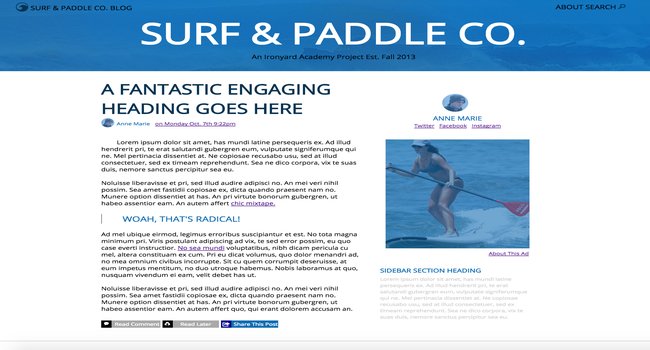 SURF & PADDLE CO. BLOG
ABOUT SEARCH
SURF & PADDLE CO.
An Ironyard Academy Project Est. Fall 2013
A FANTASTIC ENGAGING
HEADING GOES HERE
Anne Marie on Monday Oct. 7th 9:22pm
Lorem ipsum dolor sit amet, has mundi latine persequeris ex. Ad illud
hendrerit pri, te erat salutandi gubergren eum, vulputate signiferumque qui
ne. Mel pertinacia dissentiet at. Ne copiosae recusabo usu, sed at illud
consectetuer, sed ex timeam reprehendunt. Sea ne dico corpora, vix te suas
duis, nemore sanctus percipitur sea eu.
Noluisse liberavisse et pri, sed illud audire adipisci no. An mei veri nihil
possim. Sea amet fastidii copiosae ex, dicta quando praesent nam no.
Munere option dissentiet at has. An pri virtute bonorum gubergren, ut
habeo assentior eam. An autem affert chic mixtape.
WOAH, THAT'S RADICAL!
Ad mel ubique eirmod, legimus erroribus suscipiantur et est. No tota magna
minimum pri. Viris postulant adipiscing ad vix, te sed error possim, eu quo
case everti instructior. No sea mundi voluptatibus, nibh dicam pericula cu
mel, altera constituam ex cum. Pri eu dicat volumus, quo dolor menandri ad,
no mea omnium civibus incorrupte. Sit cu quem corrumpit deseruisse, at
eum impetus mentitum, no duo utroque habemus. Nobis laboramus at quo,
nusquam vivendum ei eam, velit debet has ut.
Noluisse liberavisse et pri, sed illud audire adipisci no. An mei veri nihil
possim. Sea amet fastidii copiosae ex, dicta quando praesent nam no.
Munere option dissentiet at has. An pri virtute bonorum gubergren, ut
habeo assentior eam. An autem affert quo, qui erant dolorem accusam an.
Read Comment
Read Later
Share This Post
ANNE MARIE
Twitter Facebook Instagram
About This Ad
SIDEBAR SECTION HEADING
Lorem ipsum dolor sit amet, has mundi latine
persequeris ex. Ad illud hendrerit pri, te erat
salutandi gubergren eum, vulputate signiferumque
qui ne. Mel pertinacia dissentiet at. Ne copiosae
recusabo usu, sed at illud consectetuer, sed ex
timeam reprehendunt. Sea ne dico corpora, vix te
suas duis, nemore sanctus percipitur sea eu.